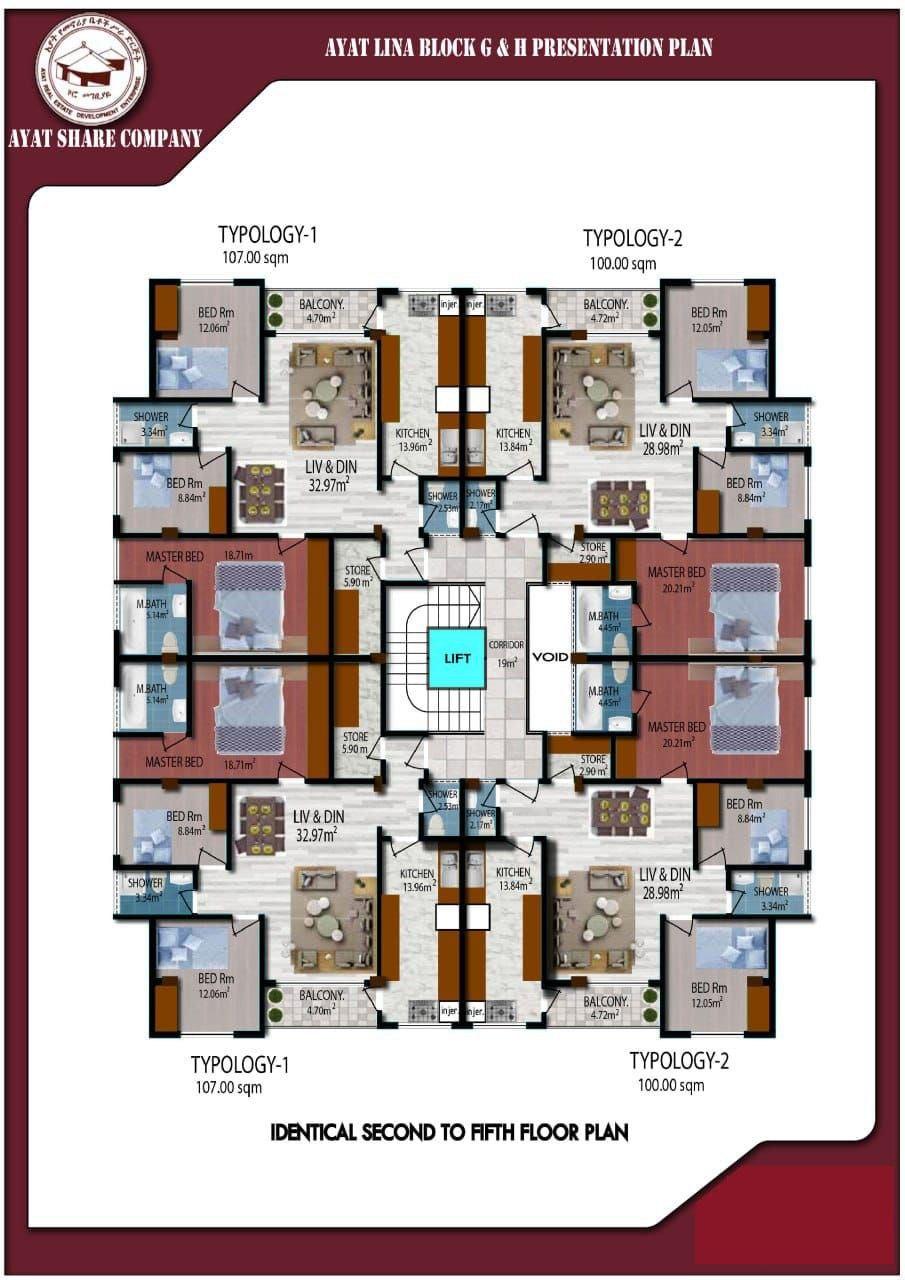 AYAT LINA BLOCK G & H PRESENTATION PLAN
AYAT REAL ESTATE DEVELOPMENT ENTERPRISE
AYAT SHARE COMPANY
TYPOLOGY-1
107.00 sqm
TYPOLOGY-2
100.00 sqm
BED Rm
12.06m²
BALCONY.
4.70m²
injer.
injer.
BALCONY.
4.72m²
BED Rm
12.05m²
SHOWER
3.34m²
KITCHEN
13.96m²
KITCHEN
13.84m²
LIV & DIN
28.98m²
SHOWER
3.34m²
LIV & DIN
32.97m²
BED Rm
8.84m²
SHOWER
2.53m²
SHOWER
2.17m²
BED Rm
8.84m²
MASTER BED 18.71m
STORE
5.90 m²
STORE
2.90 m²
MASTER BED
20.21m²
M.BATH
5.14m²
M.BATH
4.45m²
LIFT
CORRIDOR
19m²
VOID
M.BATH
5.14m²
M.BATH
4.45m²
MASTER BED
20.21m²
MASTER BED 18.71m²
STORE
5.90 m
STORE
2.90 m²
BED Rm
8.84m²
LIV & DIN
32.97m²
SHOWER
2.53m²
SHOWER
2.17m²
BED Rm
8.84m²
SHOWER
3.34m²
KITCHEN
13.96m²
KITCHEN
13.84m²
LIV & DIN
28.98m²
SHOWER
3.34m²
BED Rm
12.06m²
BALCONY.
4.70m²
injer.
injer.
BALCONY.
4.72m²
BED Rm
12.05m²
TYPOLOGY-1
107.00 sqm
TYPOLOGY-2
100.00 sqm
IDENTICAL SECOND TO FIFTH FLOOR PLAN